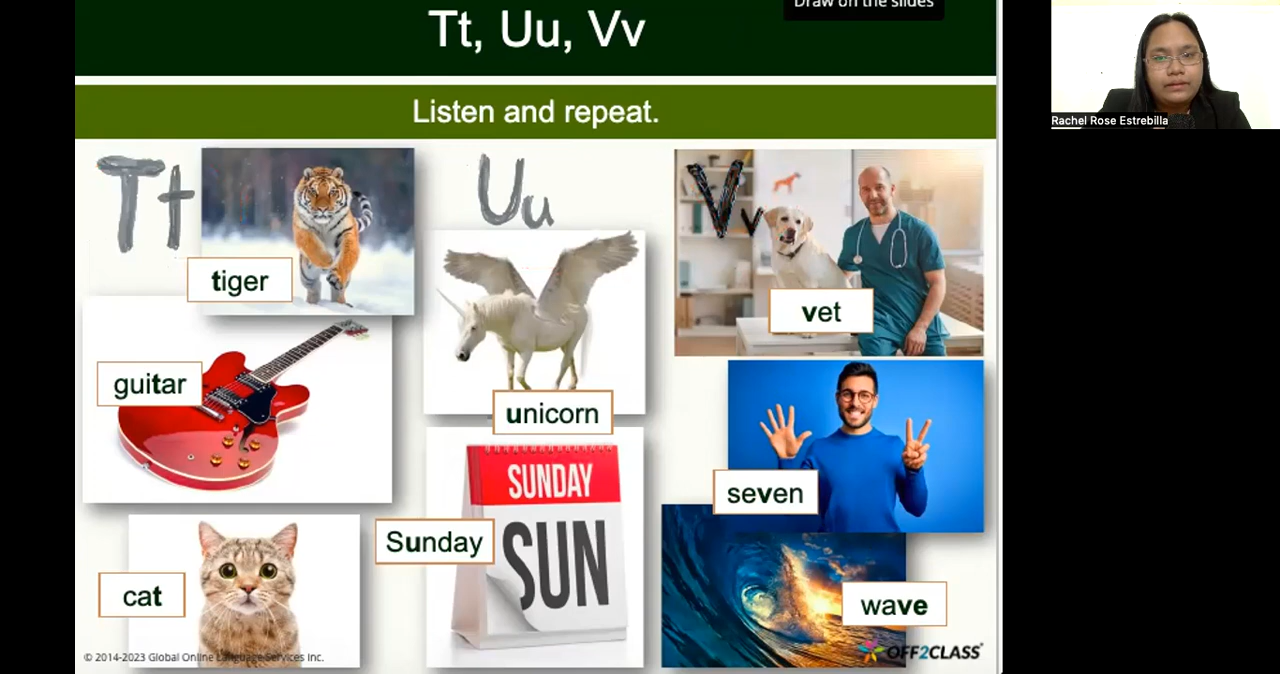 Draw on the slides
Tt, Uu, Vv
Listen and repeat.
Tt
tiger
guitar
cat
Uu
unicorn
SUNDAY
SUN
Sunday
Vv
vet
seven
wave
© 2014-2023 Global Online Language Services Inc.
OFF2CLASS
Rachel Rose Estrebilla